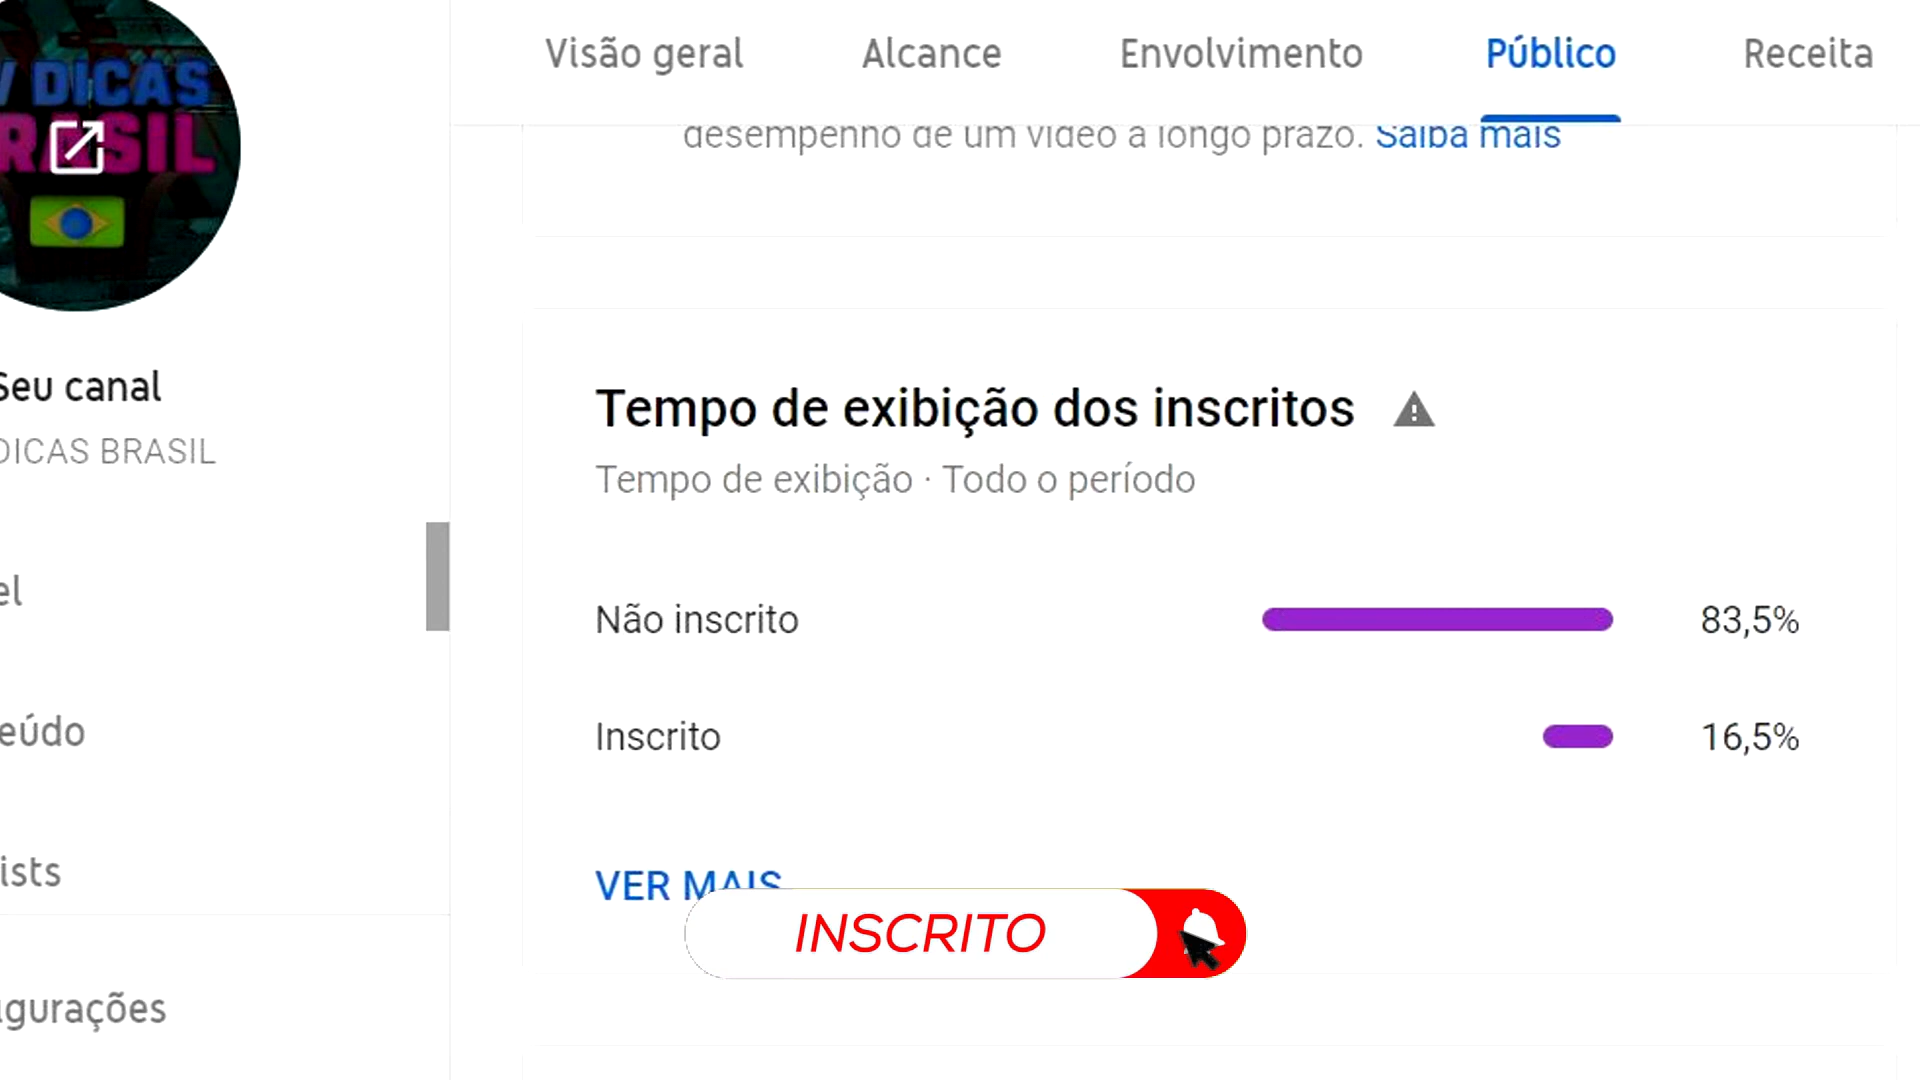 Visão geral
Alcance
Envolvimento
Público
Receita
desempenho de um vídeo a longo prazo. Saiba mais
V DICAS
RASIL
Seu canal
DICAS BRASIL
el
eúdo
ists
igurações
Tempo de exibição dos inscritos
Tempo de exibição · Todo o período
Não inscrito 83,5%
Inscrito 16,5%
VER MAIS
INSCRITO